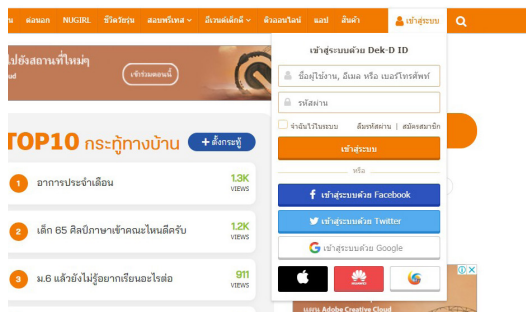 น ต่อนอก NUGIRL ชีวิตวัยรุ่น สอบพรีเทส อีเวนต์เด็กดี ติวออนไลน์ แอป สินค้า เข้าสู่ระบบ
ไปยังสถานที่ใหม่ๆ
ud
เข้าร่วมตอนนี้
เข้าสู่ระบบด้วย Dek-D ID
ชื่อผู้ใช้งาน, อีเมล หรือ เบอร์โทรศัพท์
รหัสผ่าน
จำฉันไว้ในระบบ ลืมรหัสผ่าน | สมัครสมาชิก
เข้าสู่ระบบ
หรือ
เข้าสู่ระบบด้วย Facebook
เข้าสู่ระบบด้วย Twitter
เข้าสู่ระบบด้วย Google
HUAWEI
TOP10 กระทู้ทางบ้าน + ตั้งกระทู้
1 อาการประจำเดือน 1.3K VIEWS
2 เด็ก 65 ศิลป์ภาษาเข้าคณะไหนดีครับ 1.2K VIEWS
3 ม.6 แล้วยังไม่รู้อยากเรียนอะไรต่อ 911 VIEWS
แผน Adobe Creative Cloud